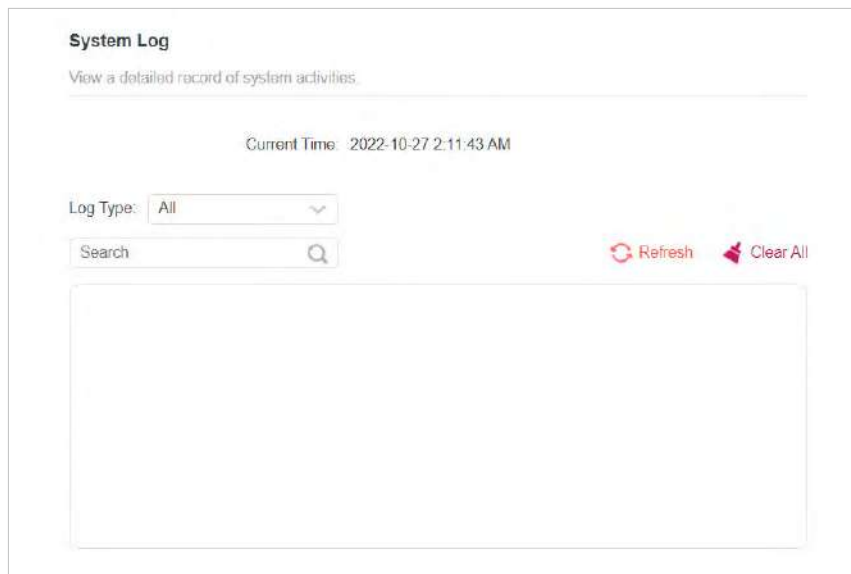 System Log
View a detailed record of system activities.
Current Time: 2022-10-27 2:11:43 AM
Log Type: All
Search Refresh Clear All